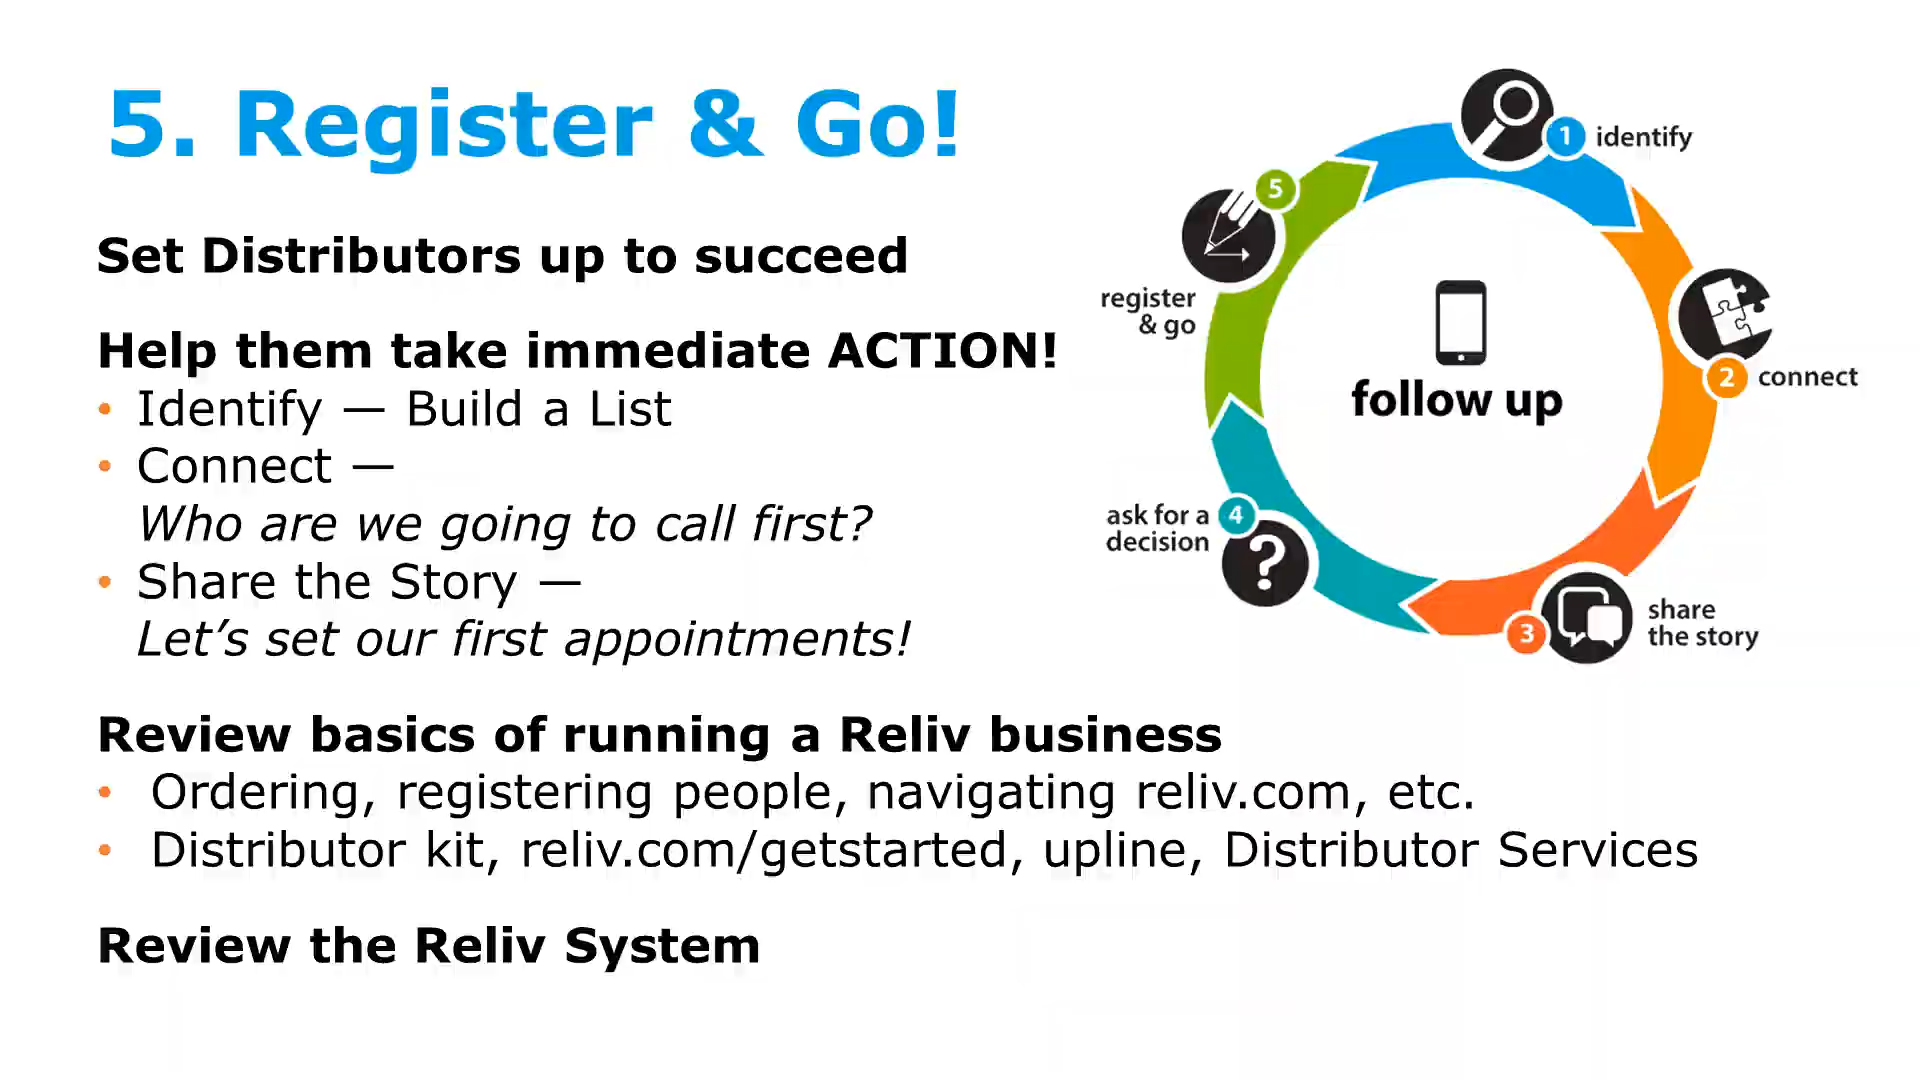 5. Register & Go!
Set Distributors up to succeed
Help them take immediate ACTION!
• Identify — Build a List
• Connect —
Who are we going to call first?
• Share the Story —
Let’s set our first appointments!
Review basics of running a Reliv business
• Ordering, registering people, navigating reliv.com, etc.
• Distributor kit, reliv.com/getstarted, upline, Distributor Services
Review the Reliv System
1 identify
2 connect
3 share
the story
4 ask for a
decision
5
register
& go
follow up